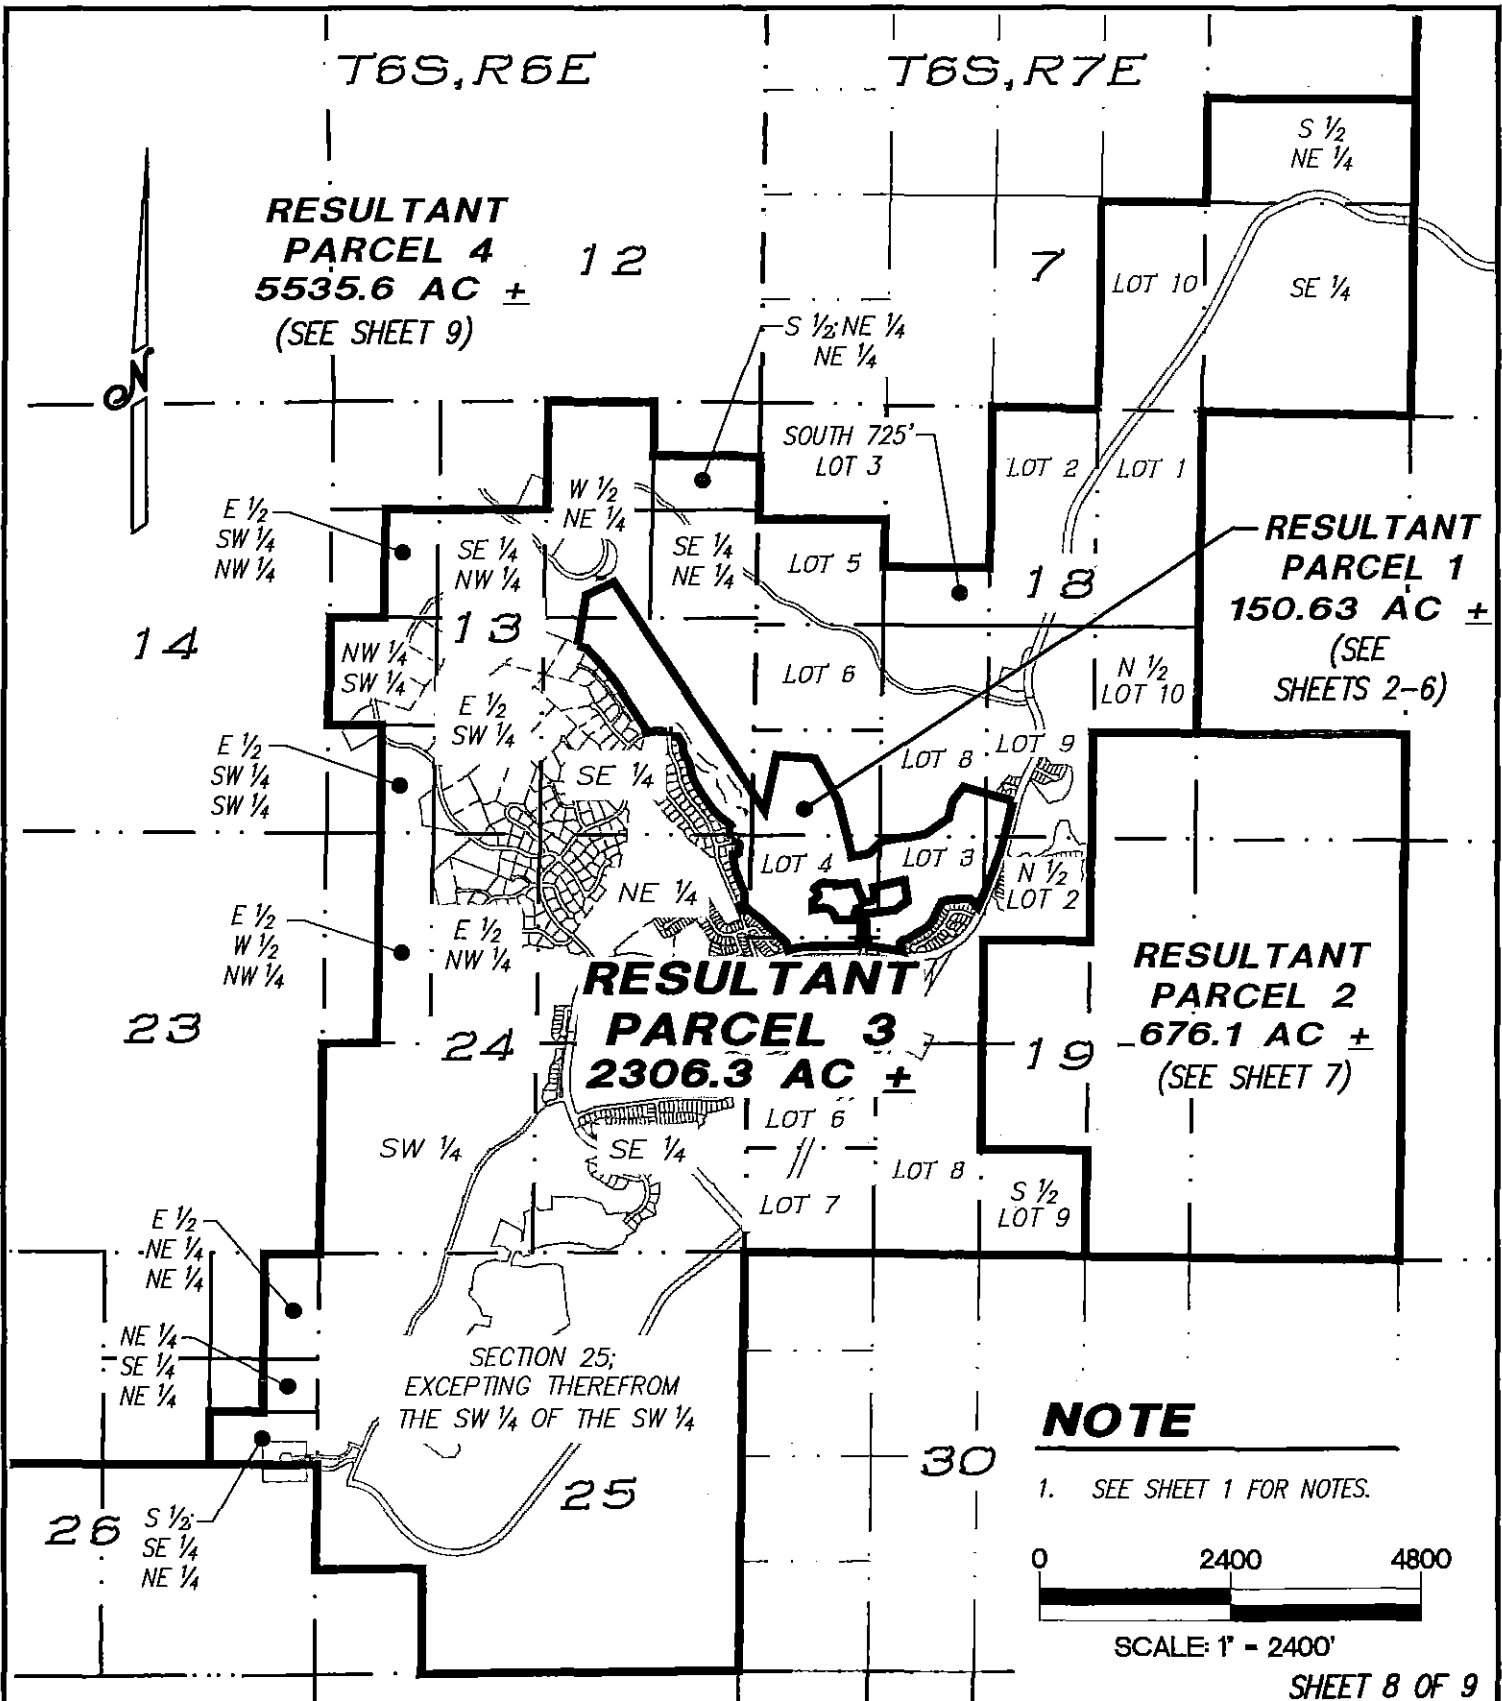 T6S, R6E
T6S, R7E
S ½
NE ¼
RESULTANT
PARCEL 4
5535.6 AC ±
(SEE SHEET 9)
12
7
LOT 10
SE ¼
N
S ½; NE ¼
NE ¼
SOUTH 725'
LOT 3
LOT 2
LOT 1
W ½
NE ¼
E ½
SW ¼
NW ¼
SE ¼
NW ¼
SE ¼
NE ¼
LOT 5
18
RESULTANT
PARCEL 1
150.63 AC ±
(SEE
SHEETS 2-6)
14
13
NW ¼
SW ¼
LOT 6
N ½
LOT 10
E ½
SW ¼
E ½
SW ¼
SW ¼
SE ¼
LOT 8
LOT 9
LOT 4
LOT 3
N ½
LOT 2
NE ¼
E ½
W ½
NW ¼
E ½
NW ¼
RESULTANT
PARCEL 3
2306.3 AC ±
RESULTANT
PARCEL 2
676.1 AC ±
(SEE SHEET 7)
23
24
19
LOT 6
SW ¼
SE ¼
LOT 8
LOT 7
S ½
LOT 9
E ½
NE ¼
NE ¼
NE ¼
SE ¼
NE ¼
SECTION 25;
EXCEPTING THEREFROM
THE SW ¼ OF THE SW ¼
30
25
26
S ½;
SE ¼
NE ¼
NOTE
1. SEE SHEET 1 FOR NOTES.
0 2400 4800
SCALE: 1" = 2400'
SHEET 8 OF 9